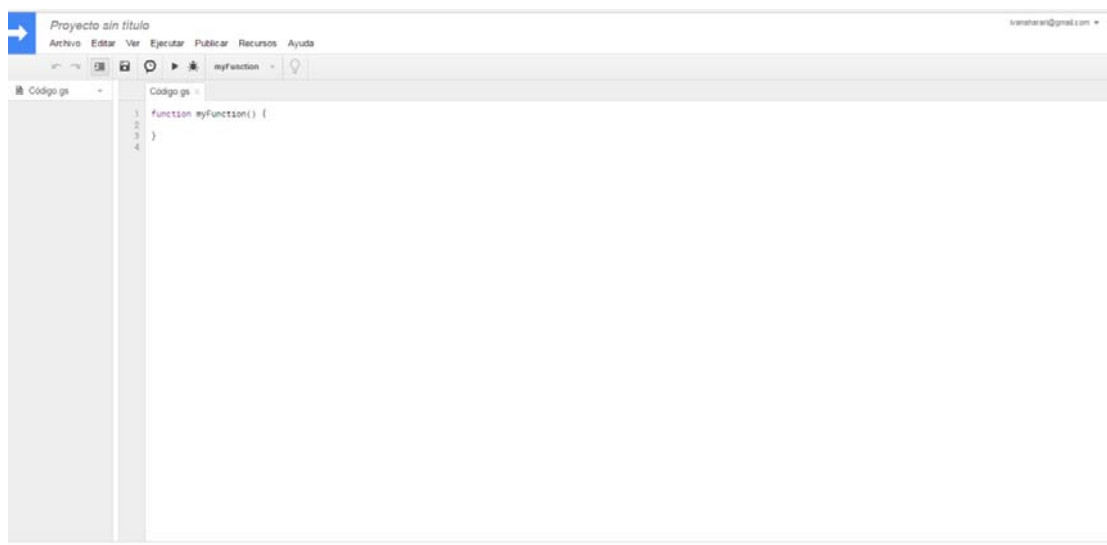 Proyecto sin título
Archivo Editar Ver Ejecutar Publicar Recursos Ayuda
myFunction
Código.gs
Código.gs
1 function myFunction() {
2
3 }
4